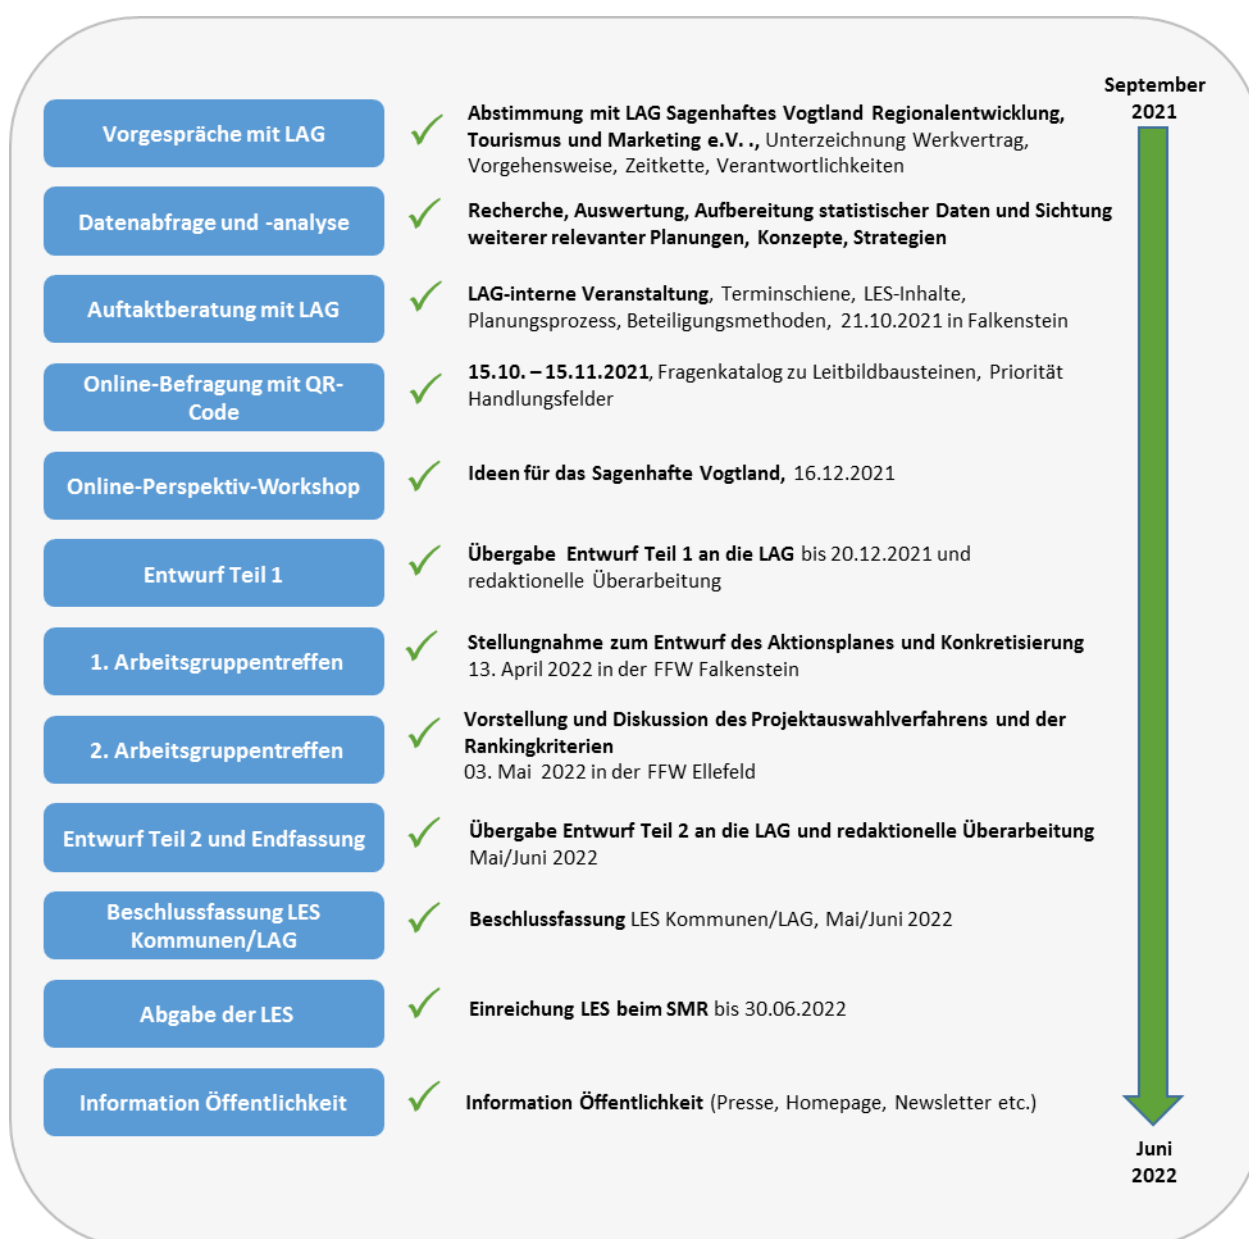 September
2021
Vorgespräche mit LAG
Abstimmung mit LAG Sagenhaftes Vogtland Regionalentwicklung,
Tourismus und Marketing e.V. ., Unterzeichnung Werkvertrag,
Vorgehensweise, Zeitkette, Verantwortlichkeiten
Datenabfrage und -analyse
Recherche, Auswertung, Aufbereitung statistischer Daten und Sichtung
weiterer relevanter Planungen, Konzepte, Strategien
Auftaktberatung mit LAG
LAG-interne Veranstaltung, Terminschiene, LES-Inhalte,
Planungsprozess, Beteiligungsmethoden, 21.10.2021 in Falkenstein
Online-Befragung mit QR-
Code
15.10. – 15.11.2021, Fragenkatalog zu Leitbildbausteinen, Priorität
Handlungsfelder
Online-Perspektiv-Workshop
Ideen für das Sagenhafte Vogtland, 16.12.2021
Entwurf Teil 1
Übergabe Entwurf Teil 1 an die LAG bis 20.12.2021 und
redaktionelle Überarbeitung
1. Arbeitsgruppentreffen
Stellungnahme zum Entwurf des Aktionsplanes und Konkretisierung
13. April 2022 in der FFW Falkenstein
2. Arbeitsgruppentreffen
Vorstellung und Diskussion des Projektauswahlverfahrens und der
Rankingkriterien
03. Mai 2022 in der FFW Ellefeld
Entwurf Teil 2 und Endfassung
Übergabe Entwurf Teil 2 an die LAG und redaktionelle Überarbeitung
Mai/Juni 2022
Beschlussfassung LES
Kommunen/LAG
Beschlussfassung LES Kommunen/LAG, Mai/Juni 2022
Abgabe der LES
Einreichung LES beim SMR bis 30.06.2022
Information Öffentlichkeit
Information Öffentlichkeit (Presse, Homepage, Newsletter etc.)
Juni
2022